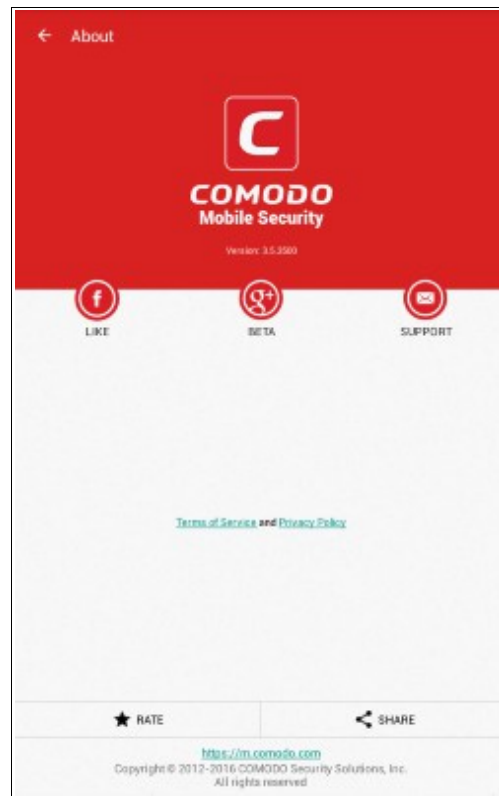 About
C
COMODO
Mobile Security
Version: 3.5.3500
f
g+
LIKE
BETA
SUPPORT
Terms of Service and Privacy Policy
RATE
SHARE
https://m.comodo.com
Copyright © 2012-2016 COMODO Security Solutions, Inc.
All rights reserved